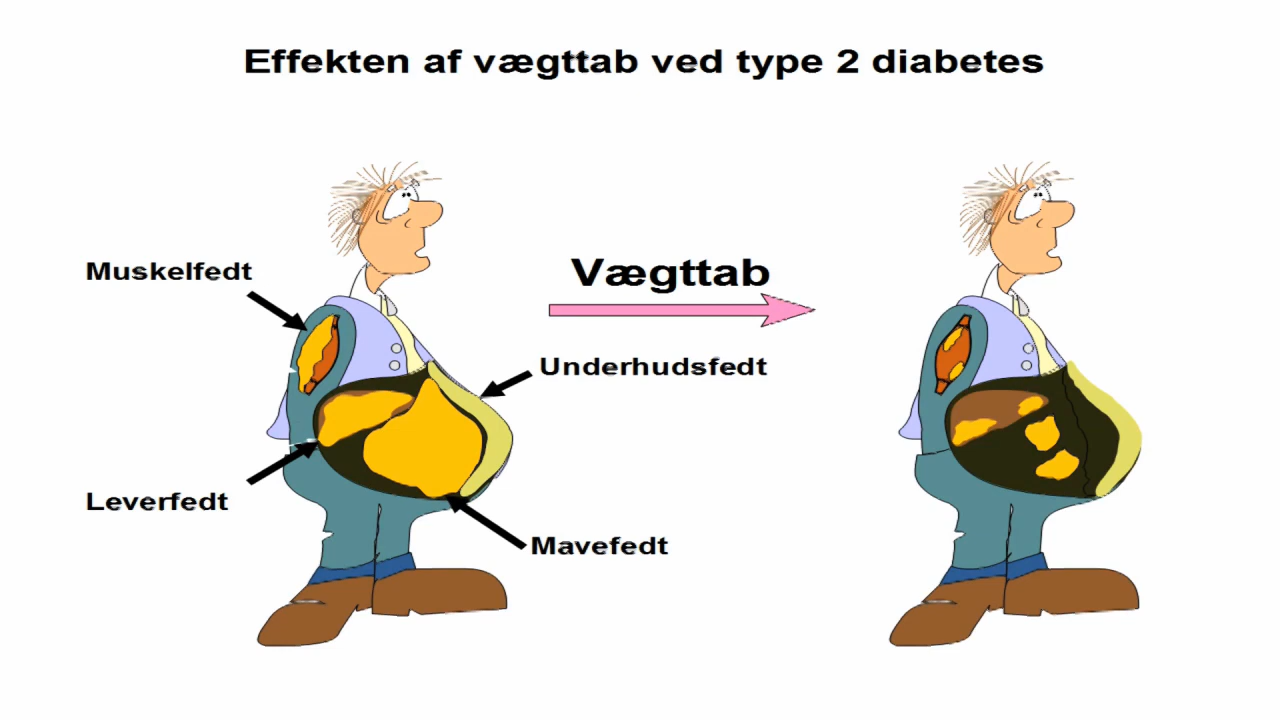 Effekten af vægttab ved type 2 diabetes
Muskelfedt
Vægttab
Underhudsfedt
Leverfedt
Mavefedt